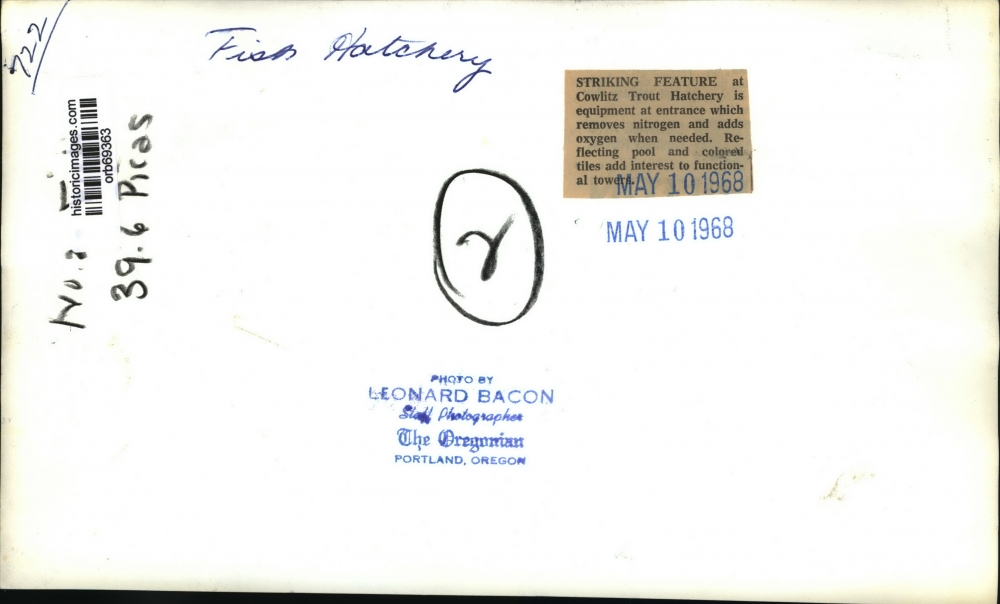 722
Fish Hatchery
STRIKING FEATURE at
Cowlitz Trout Hatchery is
equipment at entrance which
removes nitrogen and adds
oxygen when needed. Re-
flecting pool and colored
tiles add interest to function-
al towers.
MAY 10 1968
MAY 10 1968
historicimages.com
orb69363
No. 2
39.6 Picas
2
PHOTO BY
LEONARD BACON
Staff Photographer
The Oregonian
PORTLAND, OREGON